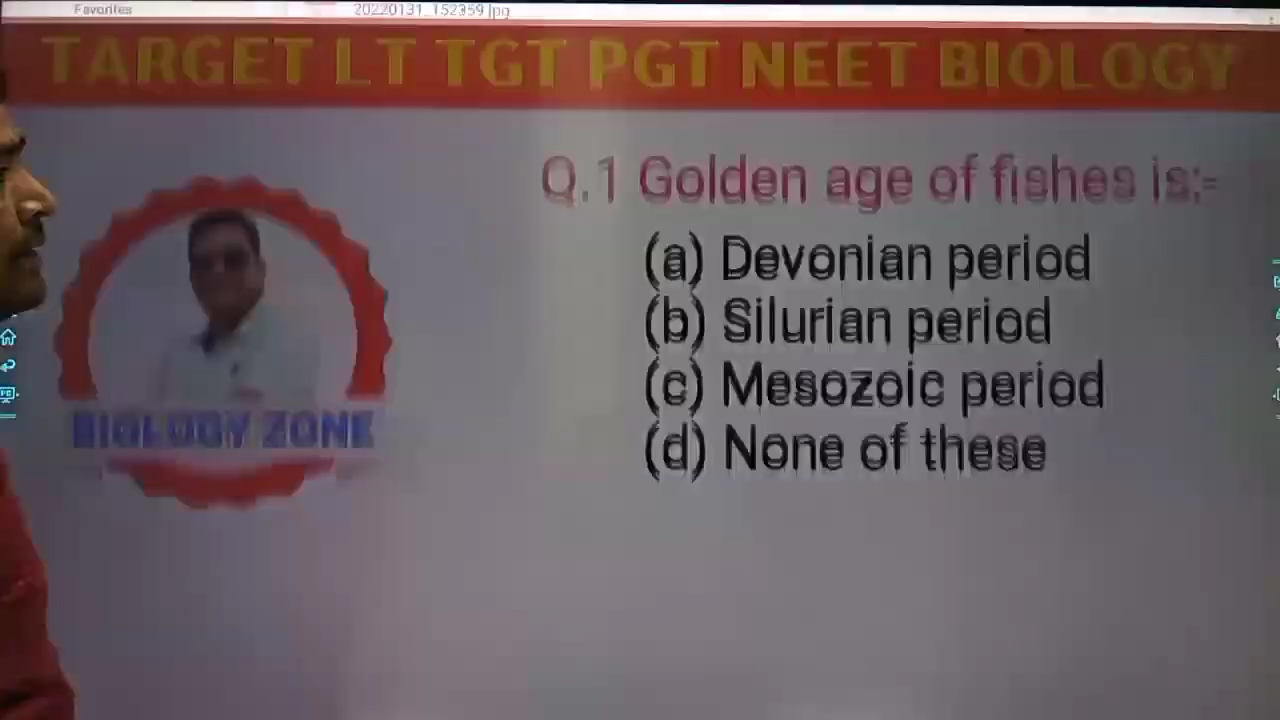 Favorites
20220131_152359.jpg
TARGET LT TGT PGT NEET BIOLOGY
Q.1 Golden age of fishes is:-
(a) Devonian period
(b) Silurian period
(c) Mesozoic period
(d) None of these
BIOLOGY ZONE